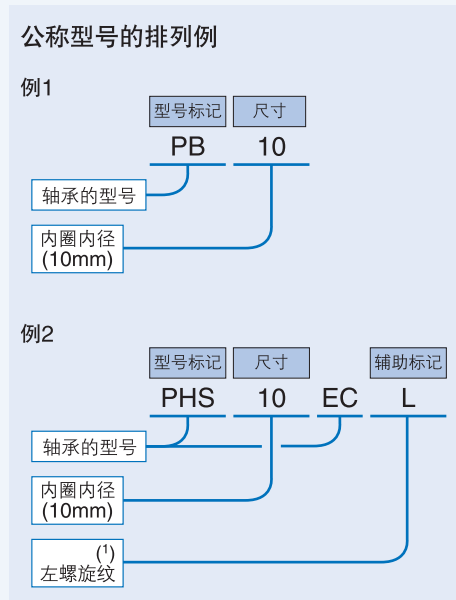 公称型号的排列例
例1
型号标记 尺寸
PB 10
轴承的型号
内圈内径
(10mm)
例2
型号标记 尺寸 辅助标记
PHS 10 EC L
轴承的型号
内圈内径
(10mm)
(1)
左螺旋纹